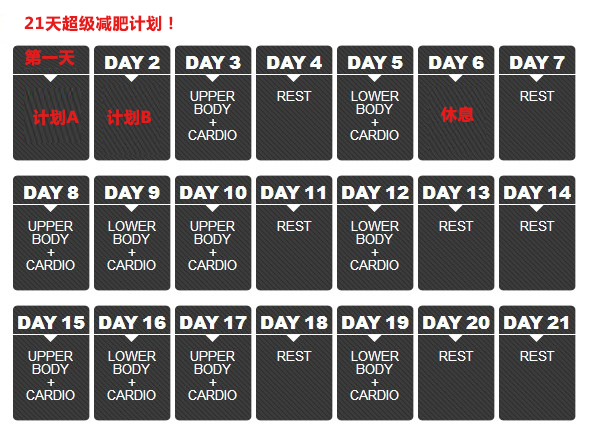 21天超级减肥计划！
第一天
计划A
DAY 2
计划B
DAY 3
UPPER
BODY
+
CARDIO
DAY 4
REST
DAY 5
LOWER
BODY
+
CARDIO
DAY 6
休息
DAY 7
REST
DAY 8
UPPER
BODY
+
CARDIO
DAY 9
LOWER
BODY
+
CARDIO
DAY 10
UPPER
BODY
+
CARDIO
DAY 11
REST
DAY 12
LOWER
BODY
+
CARDIO
DAY 13
REST
DAY 14
REST
DAY 15
UPPER
BODY
+
CARDIO
DAY 16
LOWER
BODY
+
CARDIO
DAY 17
UPPER
BODY
+
CARDIO
DAY 18
REST
DAY 19
LOWER
BODY
+
CARDIO
DAY 20
REST
DAY 21
REST